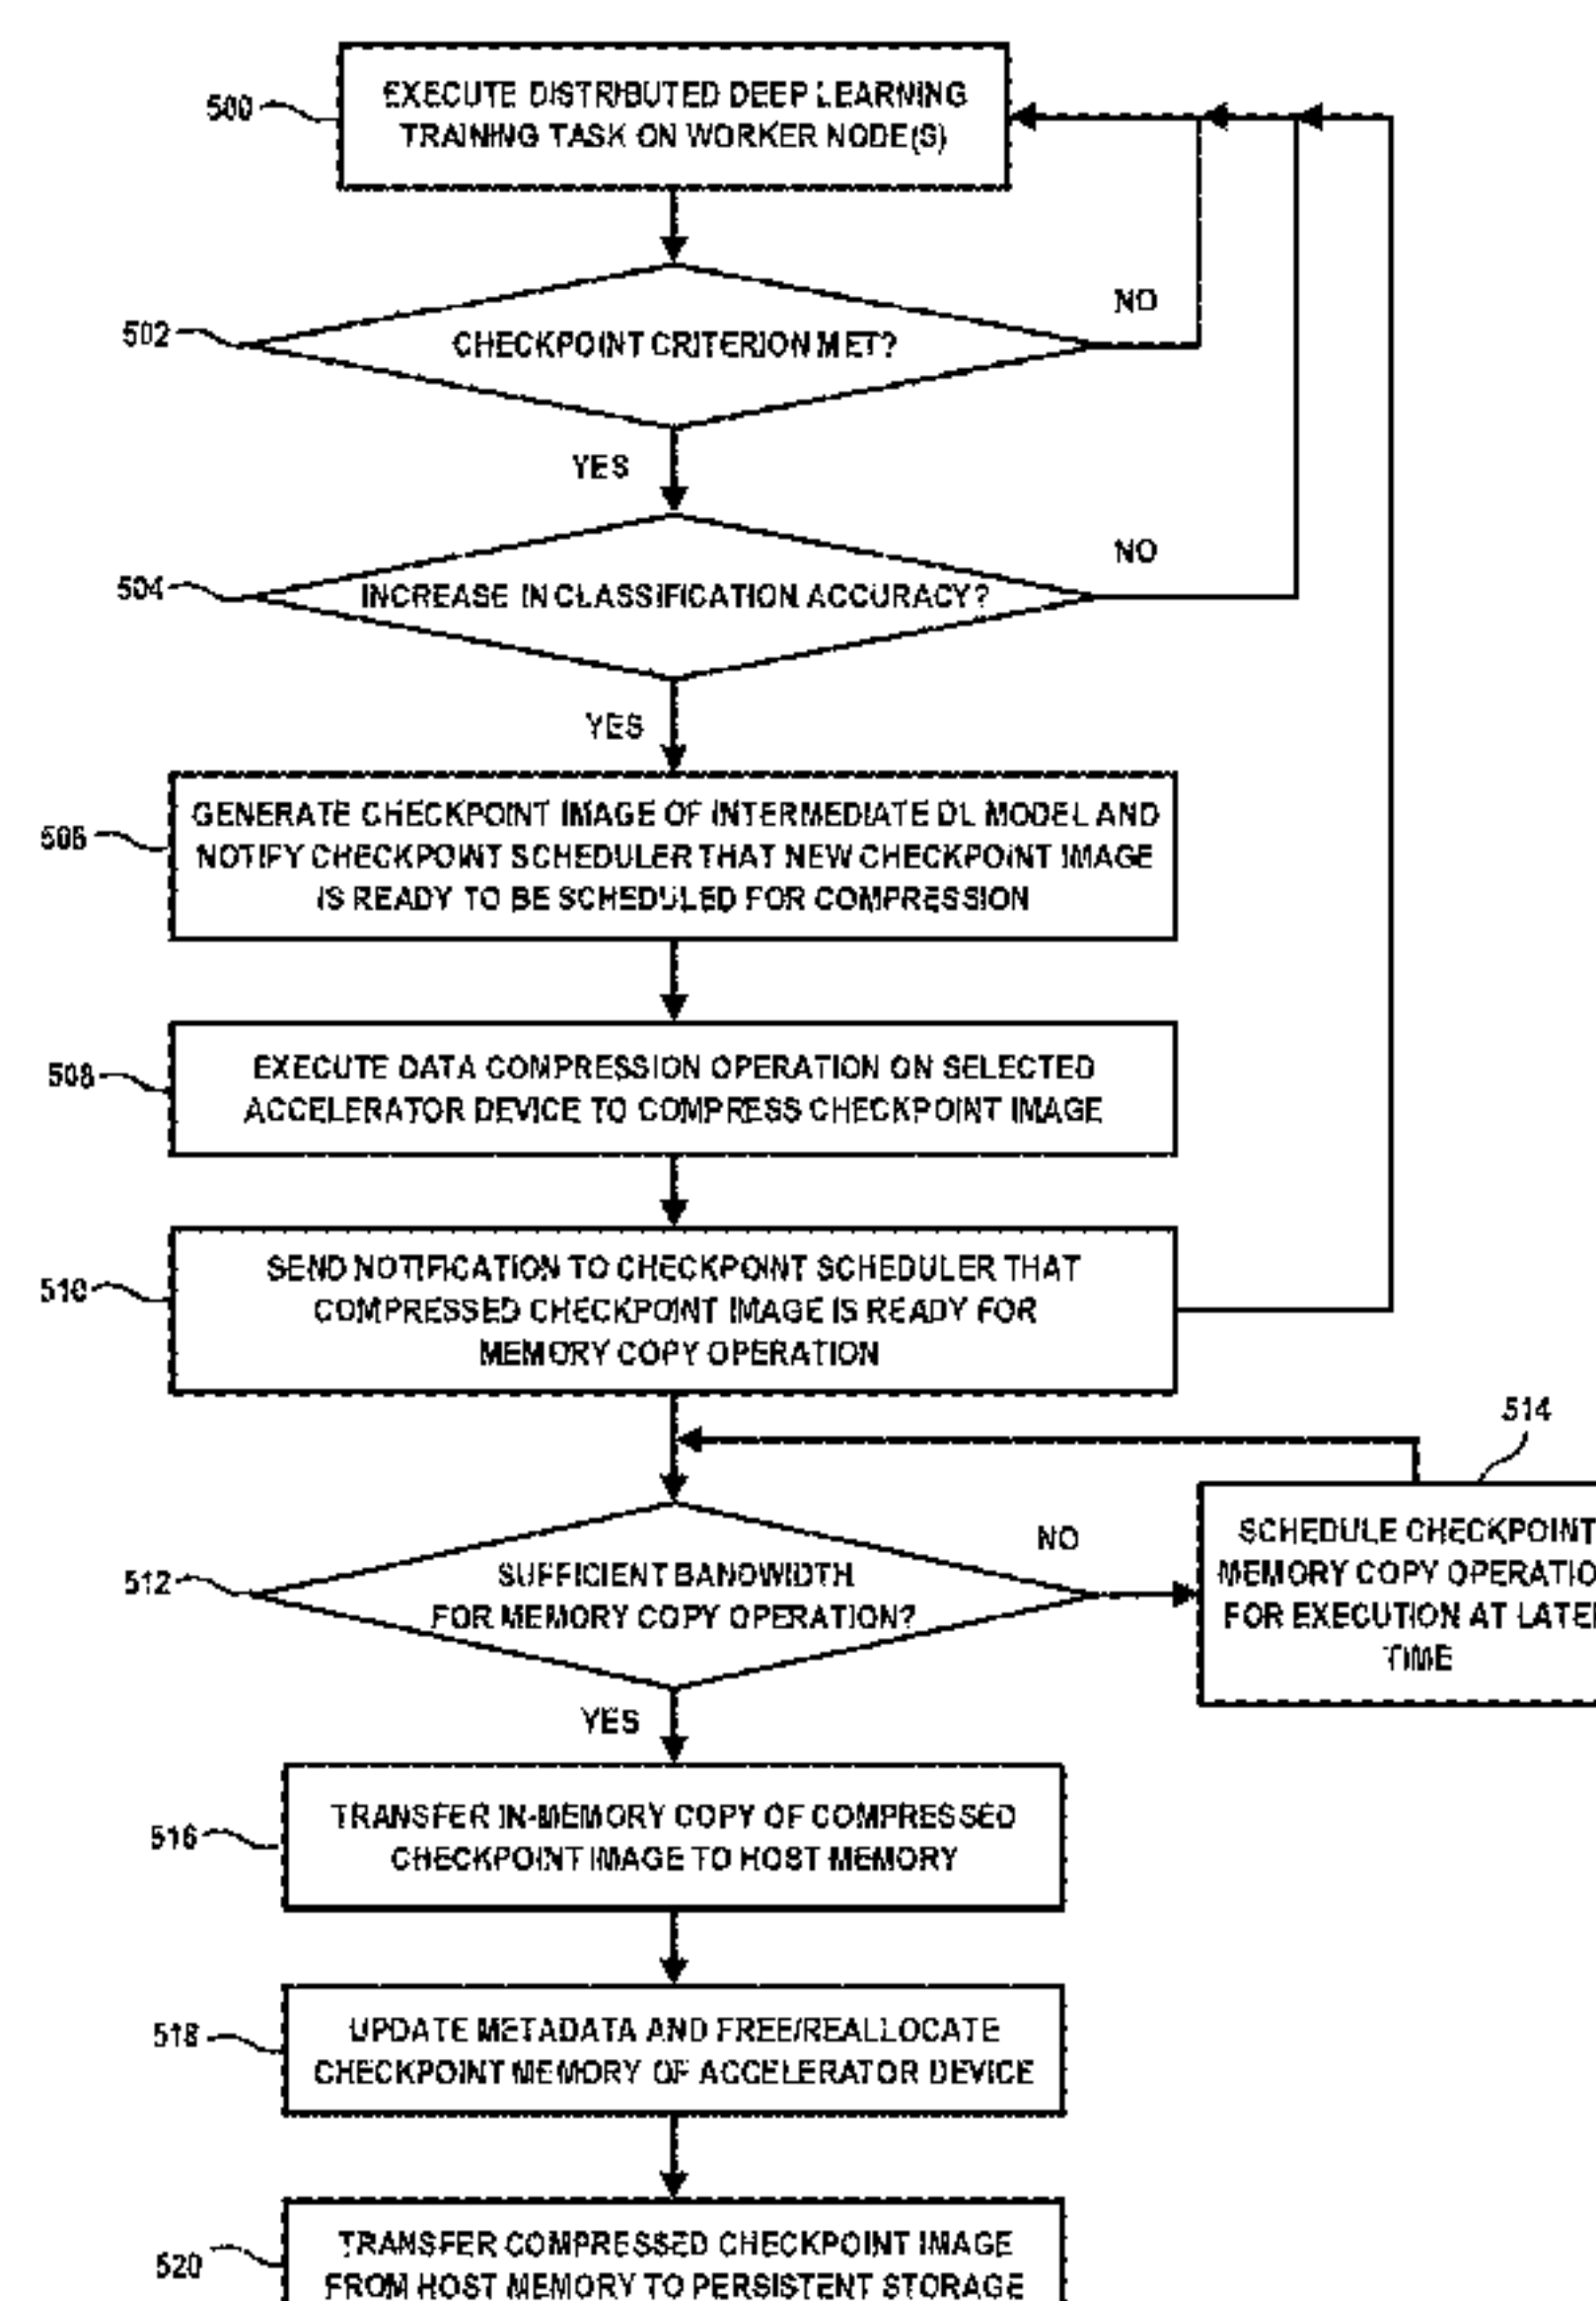 500
EXECUTE DISTRIBUTED DEEP LEARNING
TRAINING TASK ON WORKER NODE(S)
502
CHECKPOINT CRITERION MET?
NO
YES
504
INCREASE IN CLASSIFICATION ACCURACY?
NO
YES
506
GENERATE CHECKPOINT IMAGE OF INTERMEDIATE DL MODEL AND
NOTIFY CHECKPOINT SCHEDULER THAT NEW CHECKPOINT IMAGE
IS READY TO BE SCHEDULED FOR COMPRESSION
508
EXECUTE DATA COMPRESSION OPERATION ON SELECTED
ACCELERATOR DEVICE TO COMPRESS CHECKPOINT IMAGE
510
SEND NOTIFICATION TO CHECKPOINT SCHEDULER THAT
COMPRESSED CHECKPOINT IMAGE IS READY FOR
MEMORY COPY OPERATION
512
SUFFICIENT BANDWIDTH
FOR MEMORY COPY OPERATION?
NO
514
SCHEDULE CHECKPOINT
MEMORY COPY OPERATIO
FOR EXECUTION AT LATE
TIME
YES
516
TRANSFER IN-MEMORY COPY OF COMPRESSED
CHECKPOINT IMAGE TO HOST MEMORY
518
UPDATE METADATA AND FREE/REALLOCATE
CHECKPOINT MEMORY OF ACCELERATOR DEVICE
520
TRANSFER COMPRESSED CHECKPOINT IMAGE
FROM HOST MEMORY TO PERSISTENT STORAGE